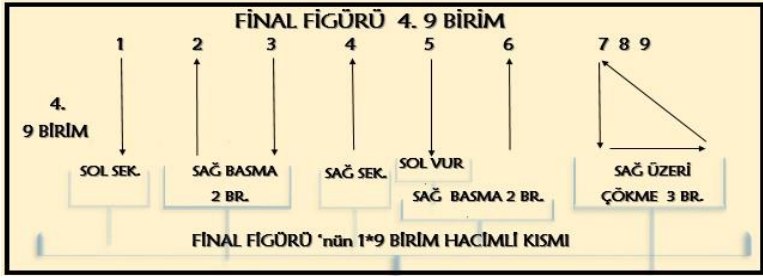 FİNAL FİGÜRÜ 4. 9 BİRİM
1 2 3 4 5 6 7 8 9
4.
9 BİRİM
SOL SEK.
SAĞ BASMA
2 BR.
SAĞ SEK.
SOL VUR
SAĞ BASMA 2 BR.
SAĞ ÜZERİ
ÇÖKME 3 BR.
FİNAL FİGÜRÜ 'nün 1*9 BİRİM HACİMLİ KISMI